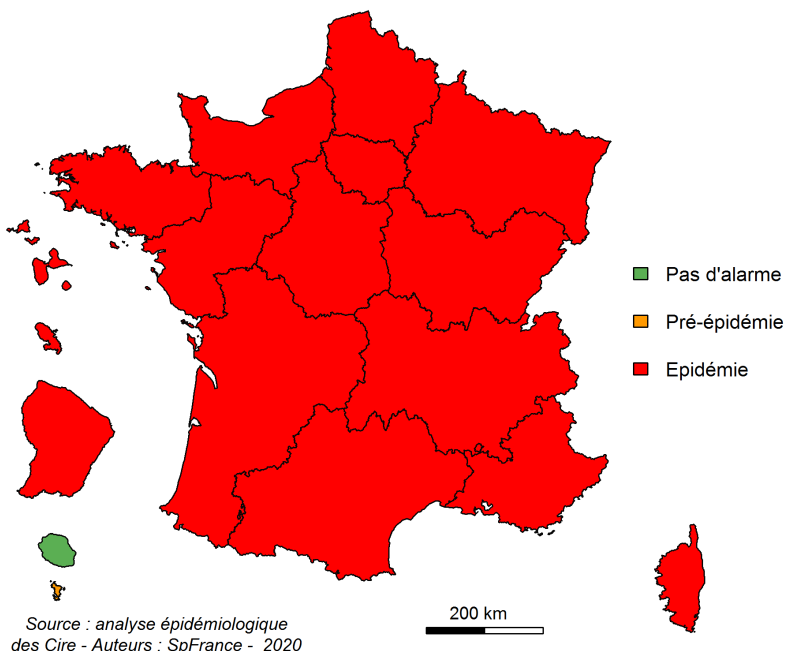 Pas d'alarme
Pré-épidémie
Epidémie
200 km
Source : analyse épidémiologique
des Cire - Auteurs : SpFrance - 2020